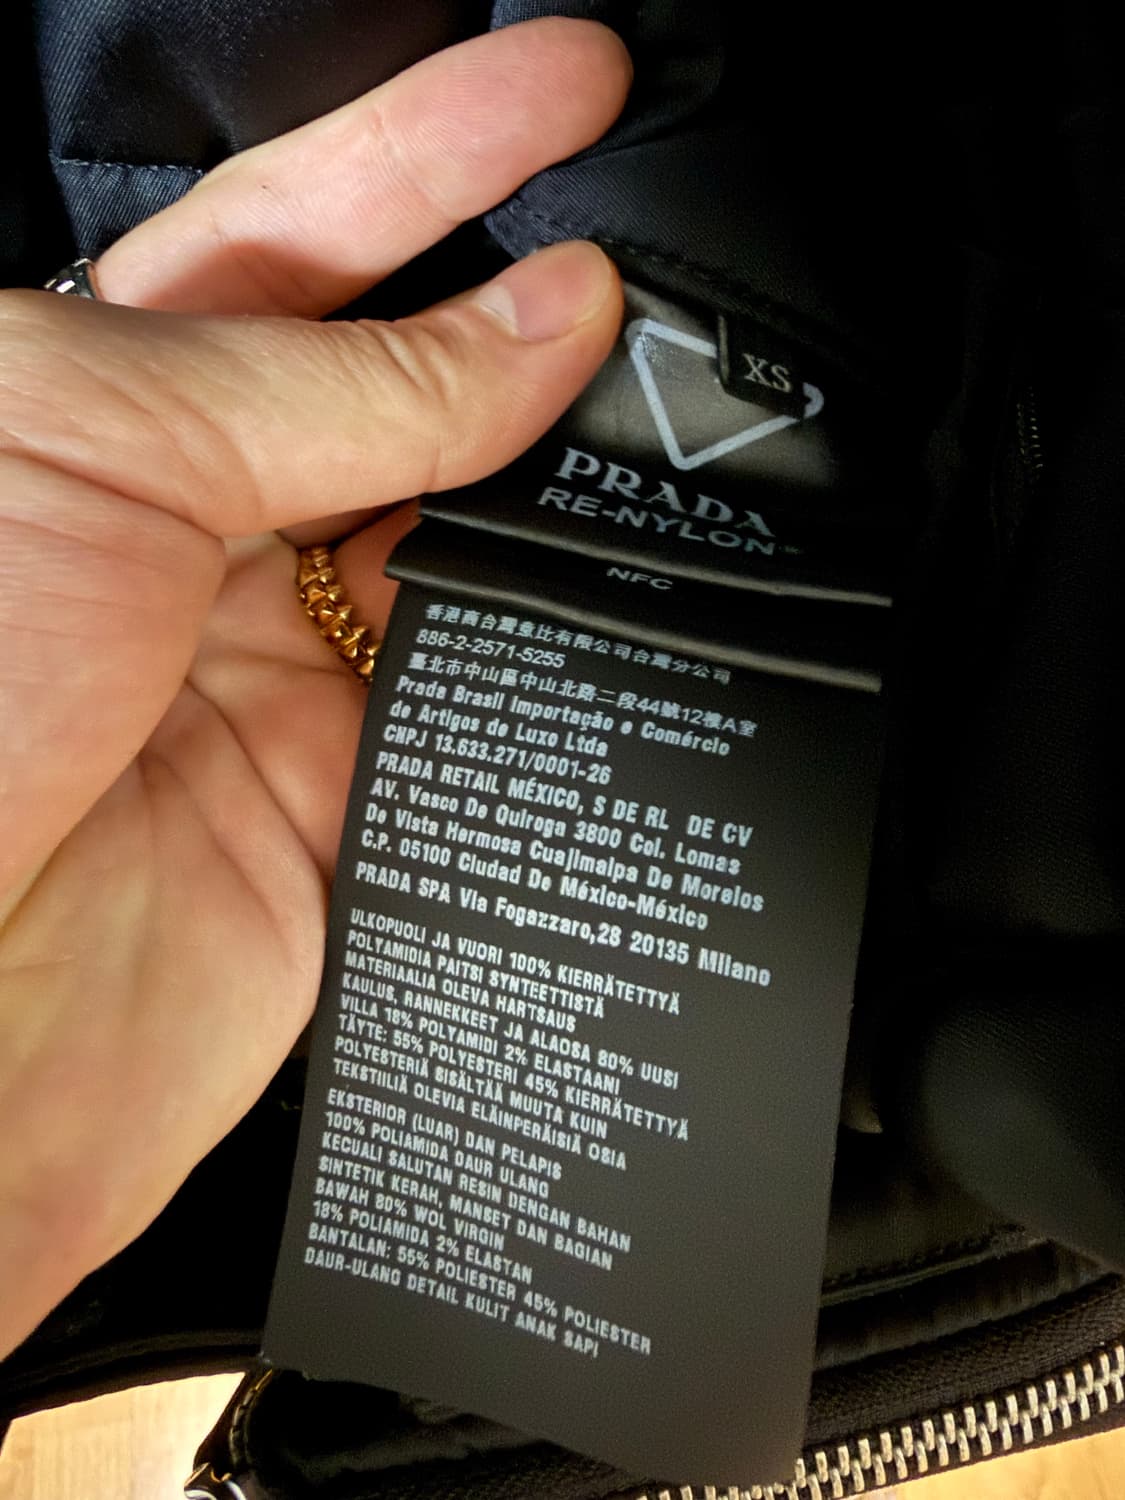 XS
PRADA
RE-NYLON
NFC
香港商台灣意比有限公司台灣分公司
886-2-2571-5255
臺北市中山區中山北路二段44號12樓A室
Prada Brasil Importação e Comércio
de Artigos de Luxo Ltda
CNPJ 13.633.271/0001-26
PRADA RETAIL MÉXICO, S DE RL DE CV
AV. Vasco De Quiroga 3800 Col. Lomas
De Vista Hermosa Cuajimalpa De Morelos
C.P. 05100 Ciudad De México-México
PRADA SPA Via Fogazzaro,28 20135 Milano
ULKOPUOLI JA VUORI 100% KIERRÄTETTYÄ
POLYAMIDIA PAITSI SYNTEETTISTÄ
MATERIAALIA OLEVA HARTSAUS
KAULUS, RANNEKKEET JA ALAOSA 80% UUSI
VILLA 18% POLYAMIDI 2% ELASTAANI
TÄYTE: 55% POLYESTERI 45% KIERRÄTETTYÄ
POLYESTERIÄ SISÄLTÄÄ MUUTA KUIN
TEKSTIILIÄ OLEVIA ELÄINPERÄISIÄ OSIA
EKSTERIOR (LUAR) DAN PELAPIS
100% POLIAMIDA DAUR ULANG
KECUALI SALUTAN RESIN DENGAN BAHAN
SINTETIK KERAH, MANSET DAN BAGIAN
BAWAH 80% WOL VIRGIN
18% POLIAMIDA 2% ELASTAN
BANTALAN: 55% POLIESTER 45% POLIESTER
DAUR-ULANG DETAIL KULIT ANAK SAPI